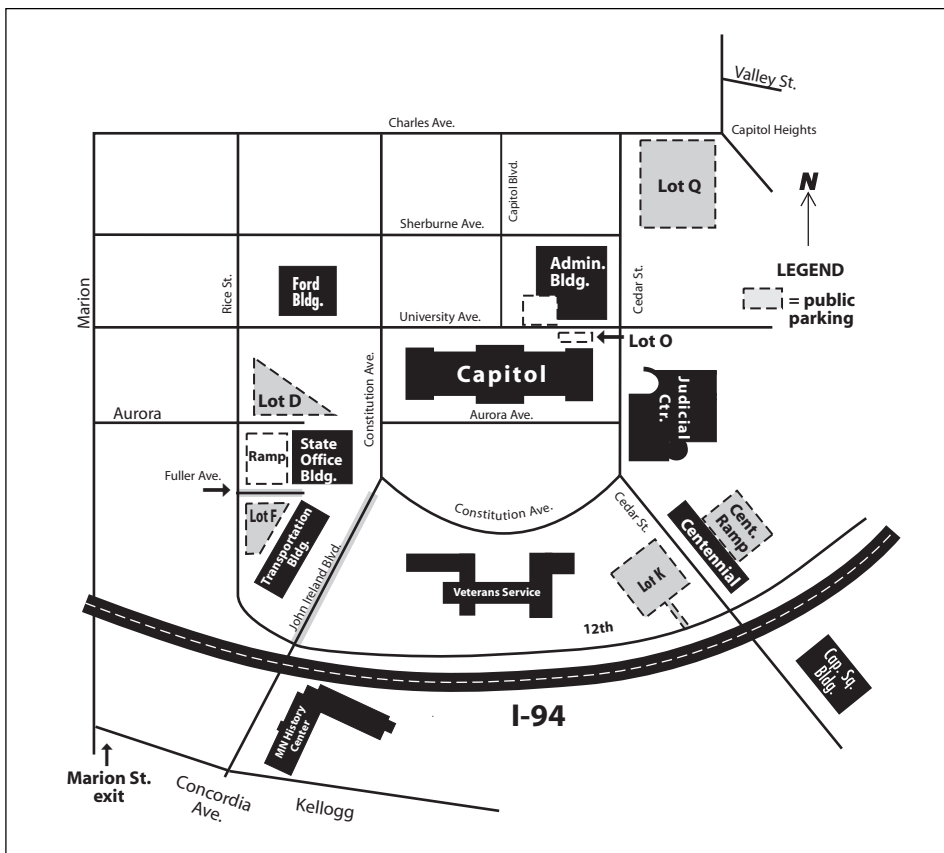 Valley St.
Charles Ave.
Capitol Heights
Lot Q
N
Capitol Blvd.
Sherburne Ave.
Admin.
Bldg.
LEGEND
= public
parking
Ford
Bldg.
Rice St.
Cedar St.
Marion
University Ave.
Lot O
Capitol
Constitution Ave.
Judicial
Ctr.
Lot D
Aurora
Aurora Ave.
Ramp
State
Office
Bldg.
Fuller Ave.
Lot F
Transportation
Bldg.
Constitution Ave.
Cedar St.
Centennial
Cent.
Ramp
John Ireland Blvd.
Veterans Service
Lot K
12th
Cap. Sq.
Bldg.
I-94
MN History
Center
Marion St.
exit
Concordia
Ave.
Kellogg